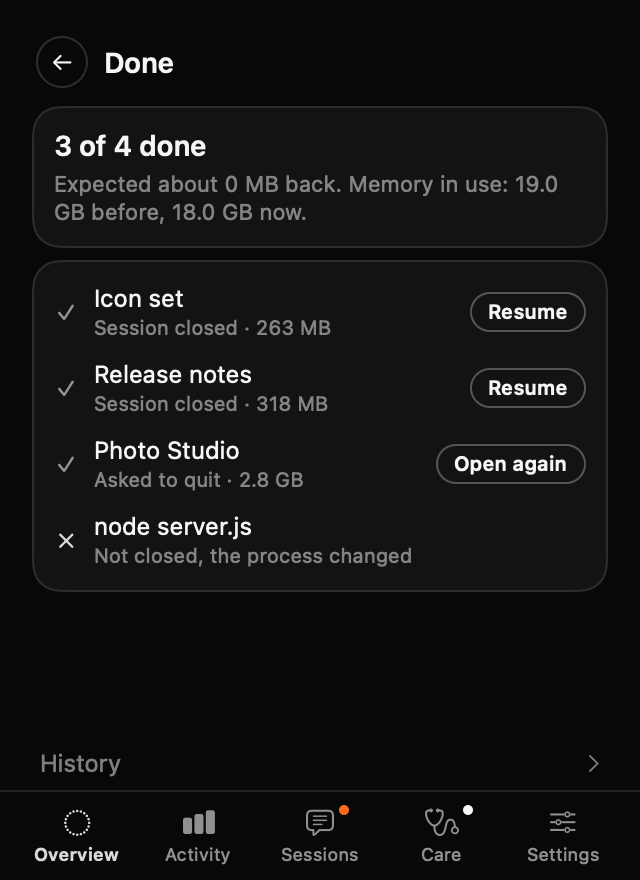 Done
3 of 4 done
Expected about 0 MB back. Memory in use: 19.0
GB before, 18.0 GB now.
Icon set
Session closed · 263 MB
Resume
Release notes
Session closed · 318 MB
Resume
Photo Studio
Asked to quit · 2.8 GB
Open again
node server.js
Not closed, the process changed
History
Overview
Activity
Sessions
Care
Settings